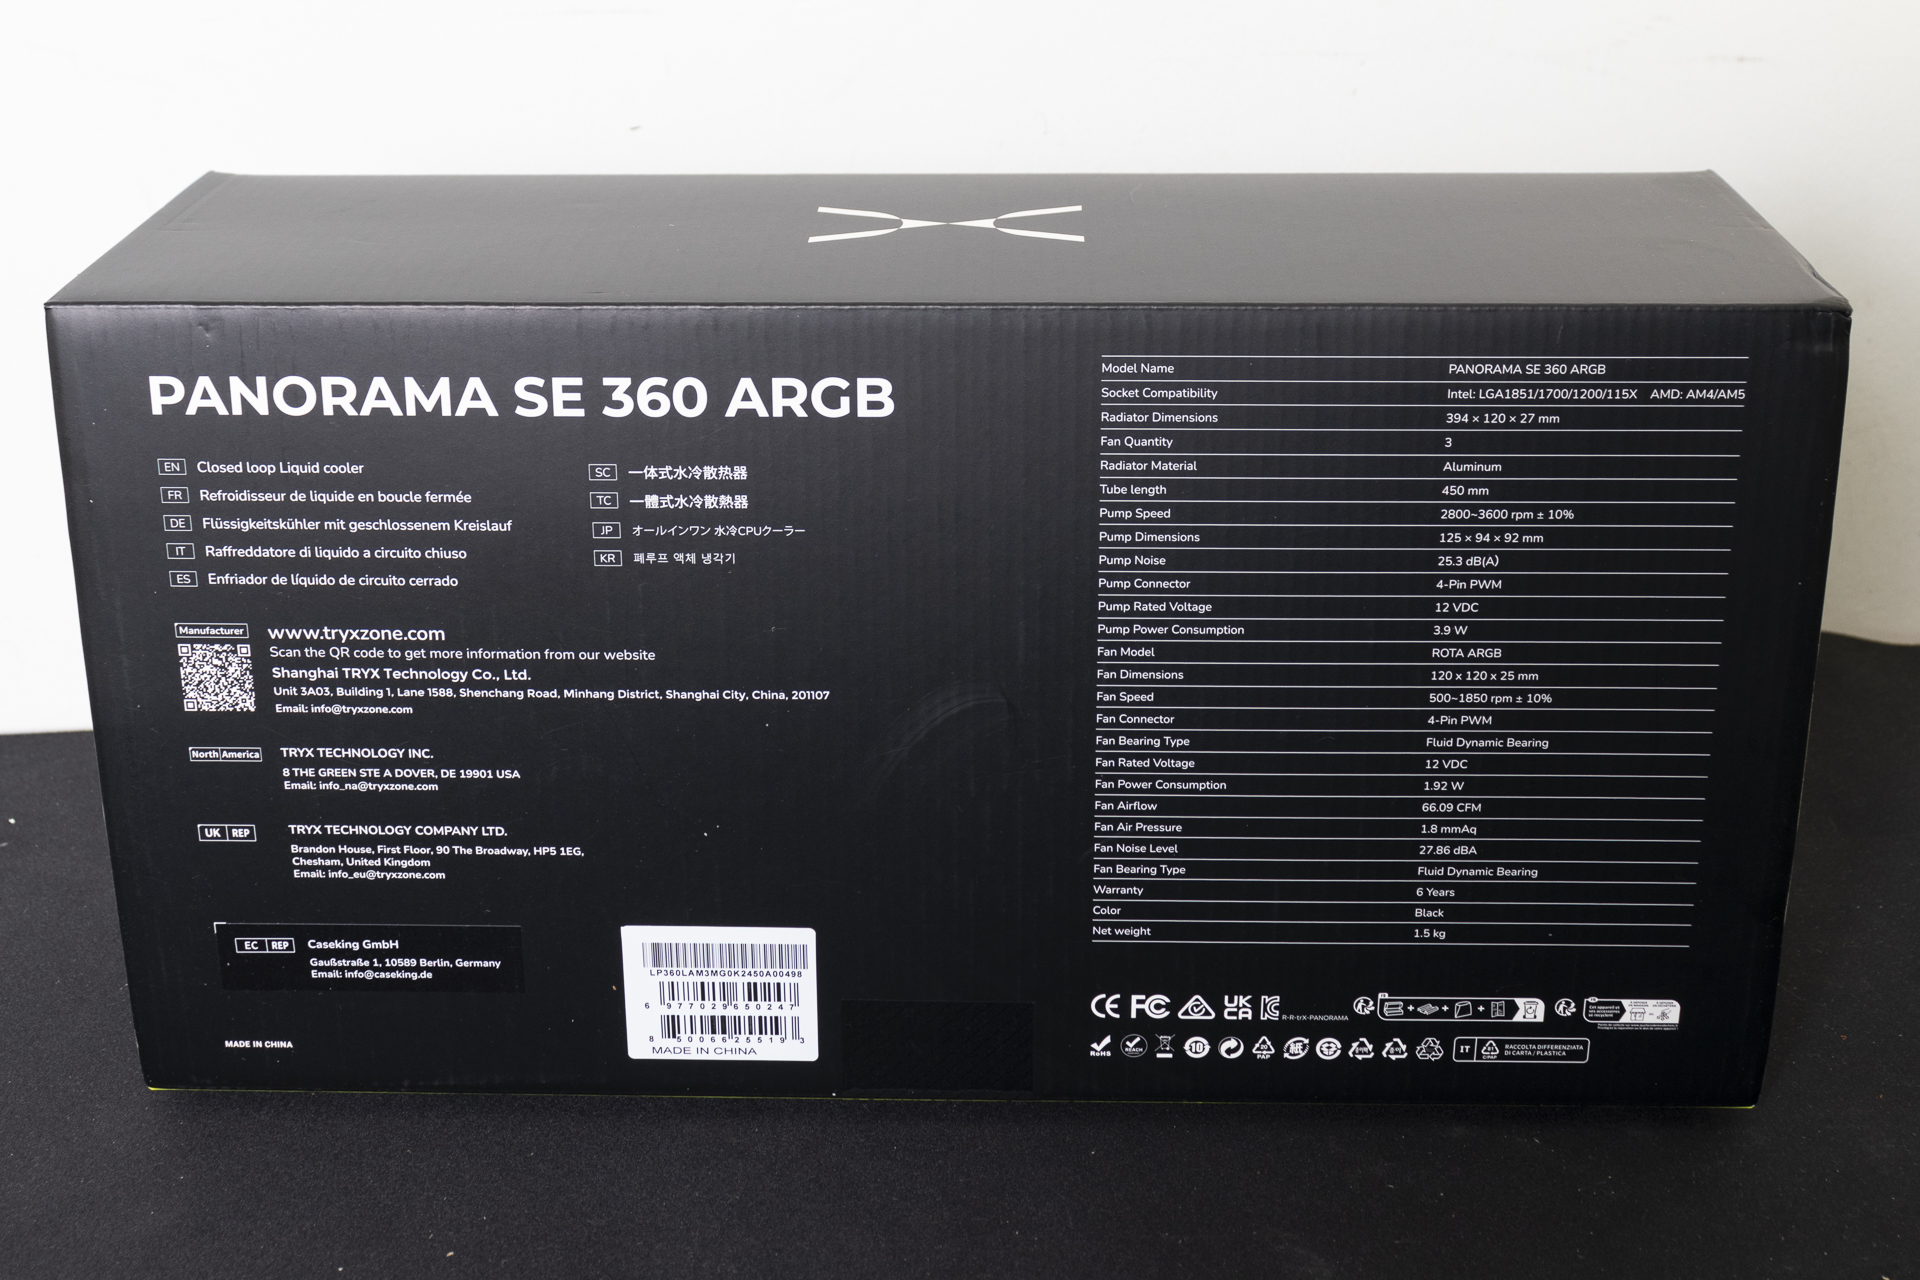 PANORAMA SE 360 ARGB
EN Closed loop Liquid cooler
FR Refroidisseur de liquide en boucle fermée
DE Flüssigkeitskühler mit geschlossenem Kreislauf
IT Raffreddatore di liquido a circuito chiuso
ES Enfriador de líquido de circuito cerrado
SC 一体式水冷散热器
TC 一體式水冷散熱器
JP オールインワン 水冷CPUクーラー
KR 폐루프 액체 냉각기
Manufacturer
www.tryxzone.com
Scan the QR code to get more information from our website
Shanghai TRYX Technology Co., Ltd.
Unit 3A03, Building 1, Lane 1588, Shenchang Road, Minhang District, Shanghai City, China, 201107
Email: info@tryxzone.com
North America TRYX TECHNOLOGY INC.
8 THE GREEN STE A DOVER, DE 19901 USA
Email: info_na@tryxzone.com
UK REP TRYX TECHNOLOGY COMPANY LTD.
Brandon House, First Floor, 90 The Broadway, HP5 1EG,
Chesham, United Kingdom
Email: info_eu@tryxzone.com
EC REP Caseking GmbH
Gaußstraße 1, 10589 Berlin, Germany
Email: info@caseking.de
MADE IN CHINA
LP360LAM3MG0K2450A00498
6 977029 650247
8 50066 25519 3
MADE IN CHINA
Model Name PANORAMA SE 360 ARGB
Socket Compatibility Intel: LGA1851/1700/1200/115X AMD: AM4/AM5
Radiator Dimensions 394 × 120 × 27 mm
Fan Quantity 3
Radiator Material Aluminum
Tube length 450 mm
Pump Speed 2800~3600 rpm ± 10%
Pump Dimensions 125 × 94 × 92 mm
Pump Noise 25.3 dB(A)
Pump Connector 4-Pin PWM
Pump Rated Voltage 12 VDC
Pump Power Consumption 3.9 W
Fan Model ROTA ARGB
Fan Dimensions 120 x 120 x 25 mm
Fan Speed 500~1850 rpm ± 10%
Fan Connector 4-Pin PWM
Fan Bearing Type Fluid Dynamic Bearing
Fan Rated Voltage 12 VDC
Fan Power Consumption 1.92 W
Fan Airflow 66.09 CFM
Fan Air Pressure 1.8 mmAq
Fan Noise Level 27.86 dBA
Fan Bearing Type Fluid Dynamic Bearing
Warranty 6 Years
Color Black
Net weight 1.5 kg
CE FC UK CA R-R-trX-PANORAMA
RoHS REACH 10 20 PAP 紙 IT 81 C/PAP RACCOLTA DIFFERENZIATA
DI CARTA / PLASTICA